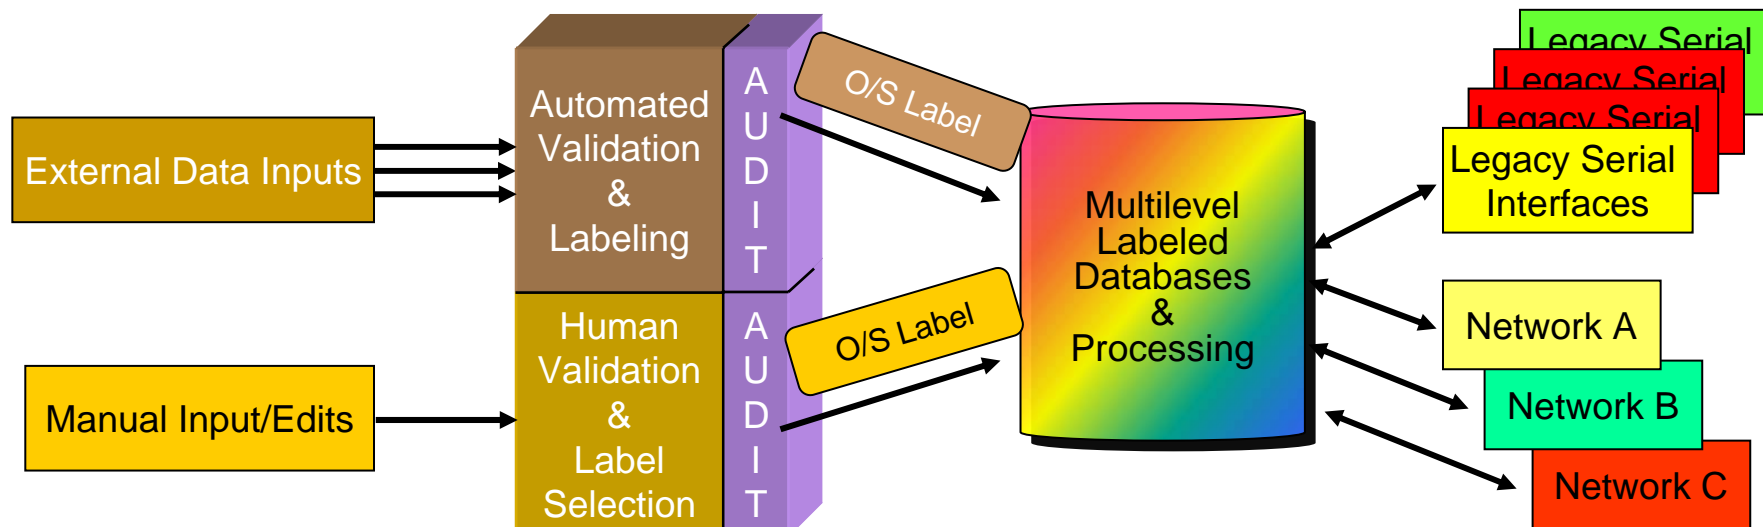 External Data Inputs
Manual Input/Edits
Automated
Validation
&
Labeling
A
U
D
I
T
Human
Validation
&
Label
Selection
A
U
D
I
T
O/S Label
O/S Label
Multilevel
Labeled
Databases
&
Processing
Legacy Serial
Legacy Serial
Legacy Serial
Legacy Serial
Interfaces
Network A
Network B
Network C